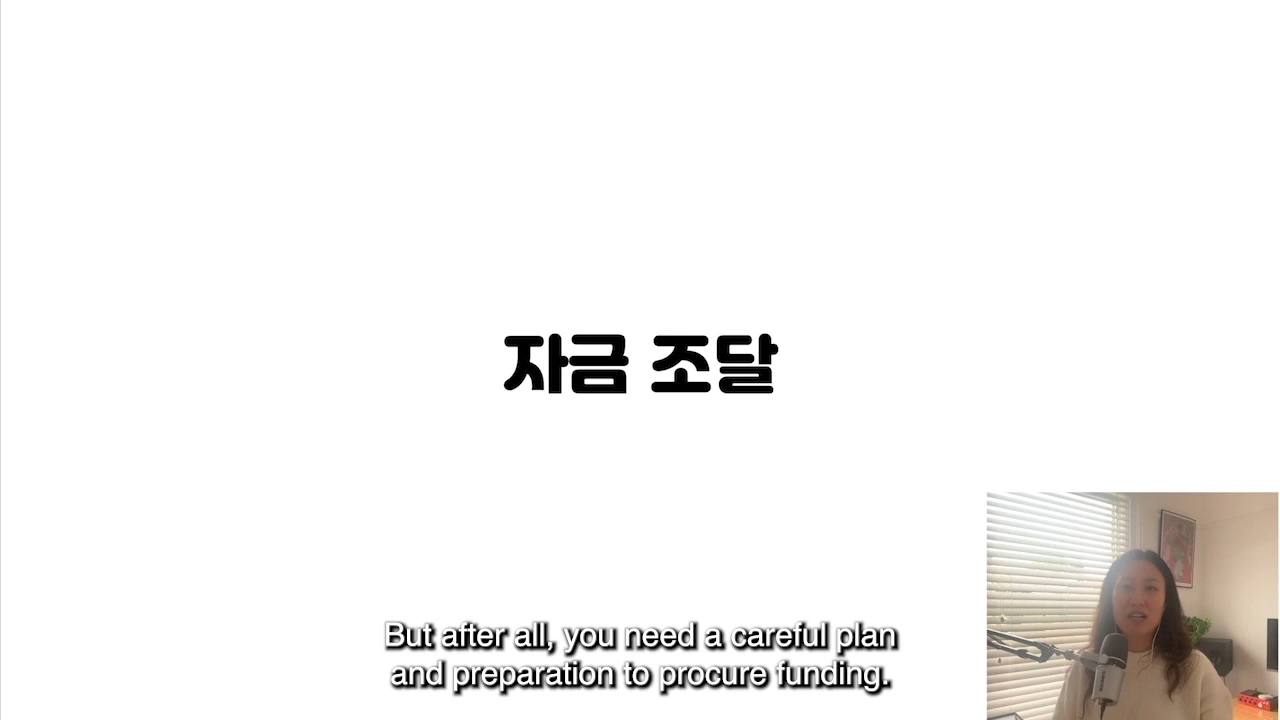 자금 조달
But after all, you need a careful plan
and preparation to procure funding.